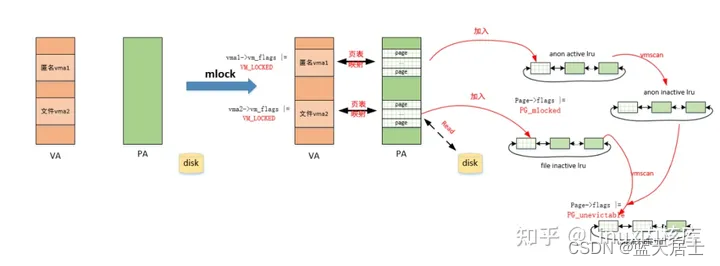 匿名vma1
文件vma2
VA
PA
disk
mlock
vma1->vm_flags |=
VM_LOCKED
vma2->vm_flags |=
VM_LOCKED
匿名vma1
文件vma2
VA
页表
映射
页表
映射
page
page
page
page
PA
Read
disk
加入
加入
anon active lru
vmscan
anon inactive lru
Page->flags |=
PG_mlocked
file inactive lru
vmscan
Page->flags |=
PG_unevictable
知乎
CSDN @蓝天居士